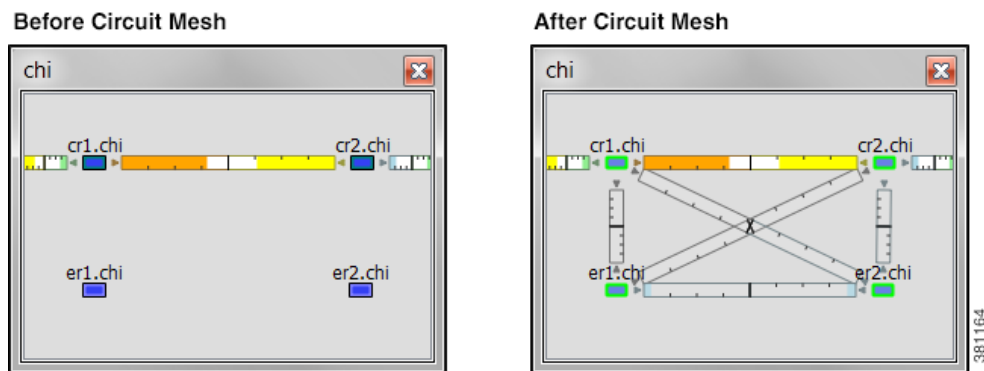 Before Circuit Mesh
After Circuit Mesh
chi
chi
cr1.chi
cr2.chi
cr1.chi
cr2.chi
er1.chi
er2.chi
er1.chi
er2.chi
381164